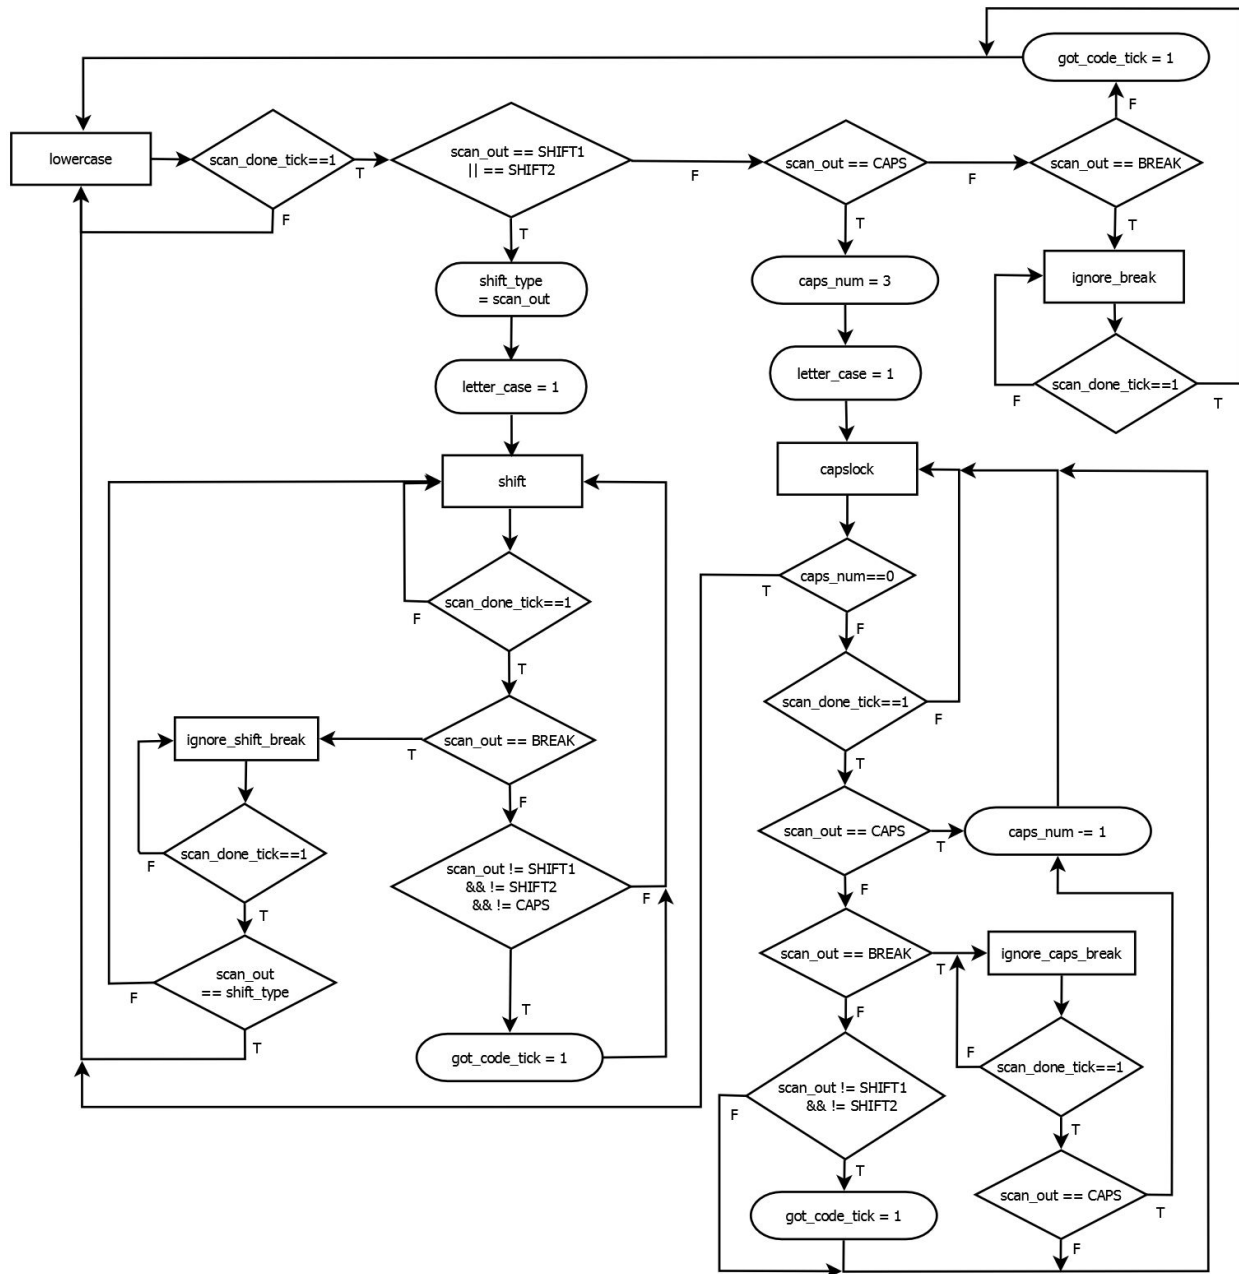 got_code_tick = 1
F
lowercase
scan_done_tick==1
T
F
scan_out == SHIFT1
|| == SHIFT2
F
T
scan_out == CAPS
F
T
scan_out == BREAK
T
shift_type
= scan_out
caps_num = 3
ignore_break
letter_case = 1
letter_case = 1
scan_done_tick==1
F
T
shift
capslock
scan_done_tick==1
F
T
caps_num==0
T
F
scan_done_tick==1
F
T
ignore_shift_break
scan_out == BREAK
T
F
scan_done_tick==1
F
T
scan_out != SHIFT1
&& != SHIFT2
&& != CAPS
F
T
scan_out == CAPS
T
F
caps_num -= 1
scan_out
== shift_type
F
T
scan_out == BREAK
T
F
ignore_caps_break
got_code_tick = 1
scan_done_tick==1
F
T
scan_out != SHIFT1
&& != SHIFT2
F
T
scan_out == CAPS
T
F
got_code_tick = 1